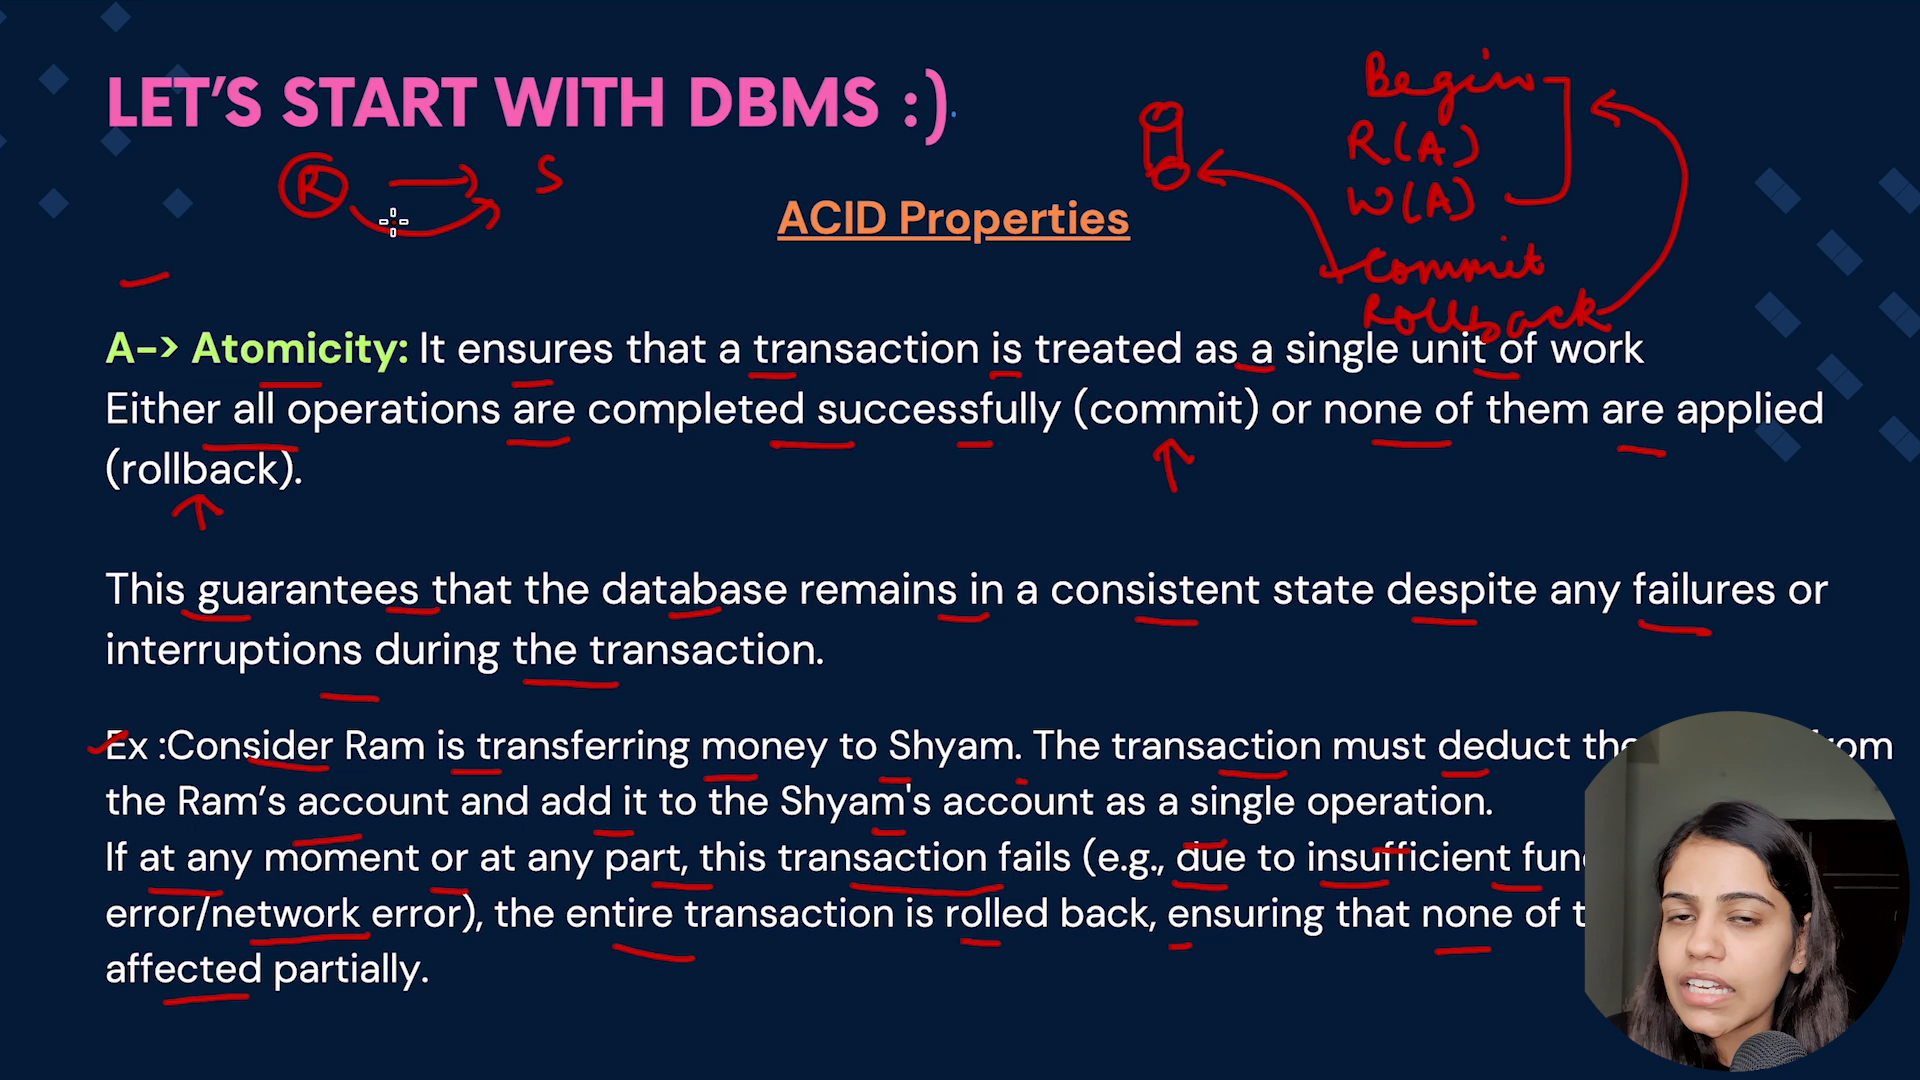 LET'S START WITH DBMS :)
Begin
R(A)
W(A)
Commit
Rollback
R
S
ACID Properties
A-> Atomicity: It ensures that a transaction is treated as a single unit of work
Either all operations are completed successfully (commit) or none of them are applied
(rollback).
This guarantees that the database remains in a consistent state despite any failures or
interruptions during the transaction.
Ex :Consider Ram is transferring money to Shyam. The transaction must deduct the from
the Ram's account and add it to the Shyam's account as a single operation.
If at any moment or at any part, this transaction fails (e.g., due to insufficient
error/network error), the entire transaction is rolled back, ensuring that none of
affected partially.